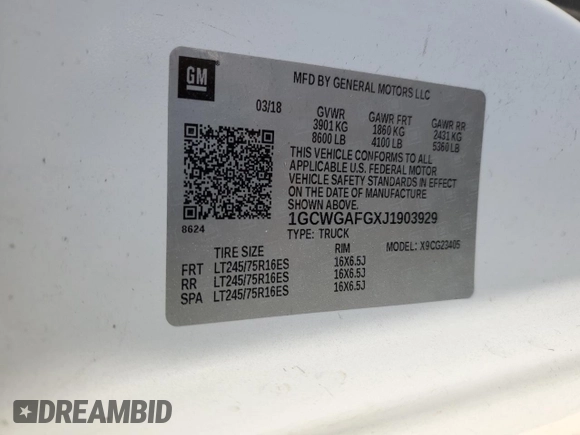 GM
MFD BY GENERAL MOTORS LLC
03/18 GVWR GAWR FRT GAWR RR
3901 KG 1860 KG 2431 KG
8600 LB 4100 LB 5360 LB
THIS VEHICLE CONFORMS TO ALL
APPLICABLE U.S. FEDERAL MOTOR
VEHICLE SAFETY STANDARDS IN
EFFECT ON THE DATE OF MANUFACTURE
SHOWN ABOVE.
8624
1GCWGAFGXJ1903929
TYPE: TRUCK MODEL: X9CG23405
TIRE SIZE RIM
FRT LT245/75R16ES 16X6.5J
RR LT245/75R16ES 16X6.5J
SPA LT245/75R16ES 16X6.5J
DREAMBID